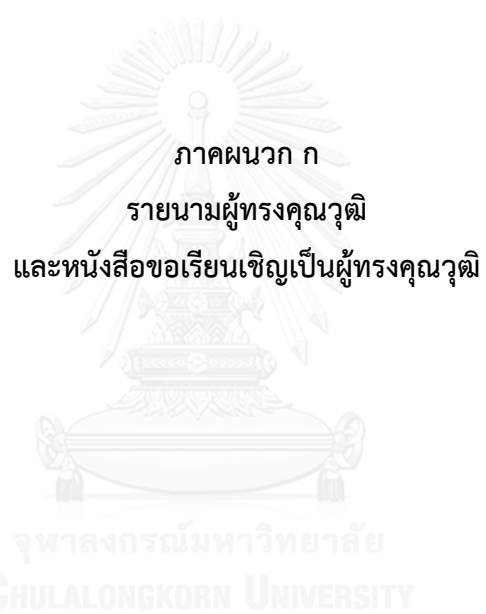 ภาคผนวก ก
รายนามผู้ทรงคุณวุฒิ
และหนังสือขอเรียนเชิญเป็นผู้ทรงคุณวุฒิ
จุฬาลงกรณ์มหาวิทยาลัย
CHULALONGKORN UNIVERSITY